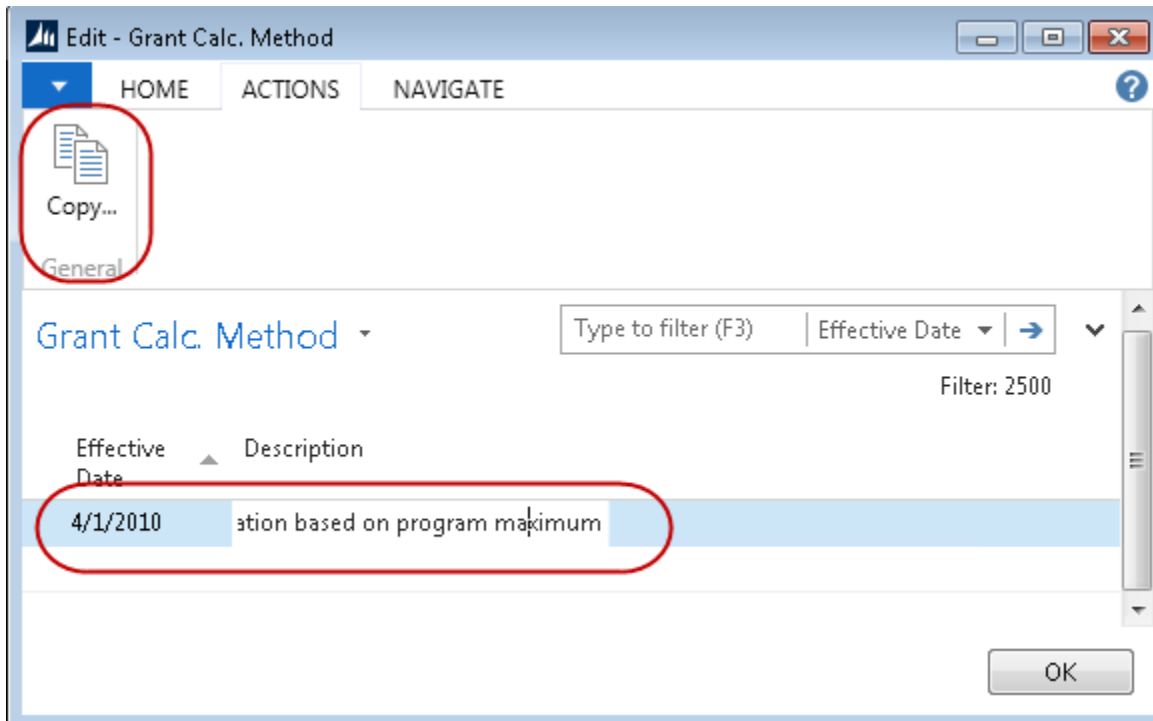 Edit - Grant Calc. Method
HOME ACTIONS NAVIGATE
Copy...
General
Grant Calc. Method
Type to filter (F3) Effective Date
Filter: 2500
Effective Date Description
4/1/2010 ation based on program maximum
OK